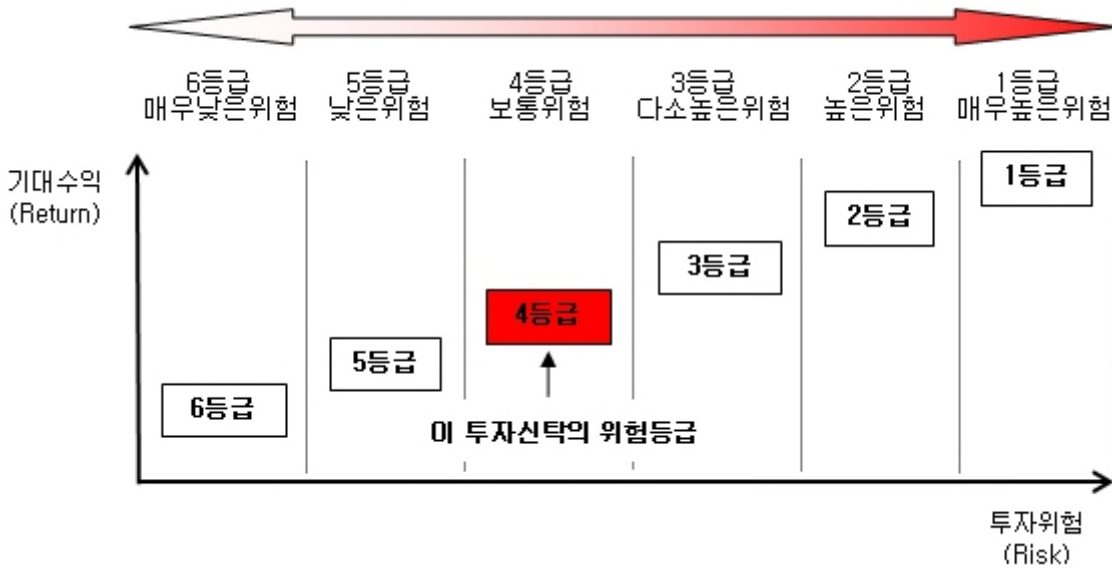 6등급 5등급 4등급 3등급 2등급 1등급
매우낮은위험 낮은위험 보통위험 다소높은위험 높은위험 매우높은위험
기대수익
(Return)
1등급
2등급
3등급
4등급
5등급
6등급
이 투자신탁의 위험등급
투자위험
(Risk)